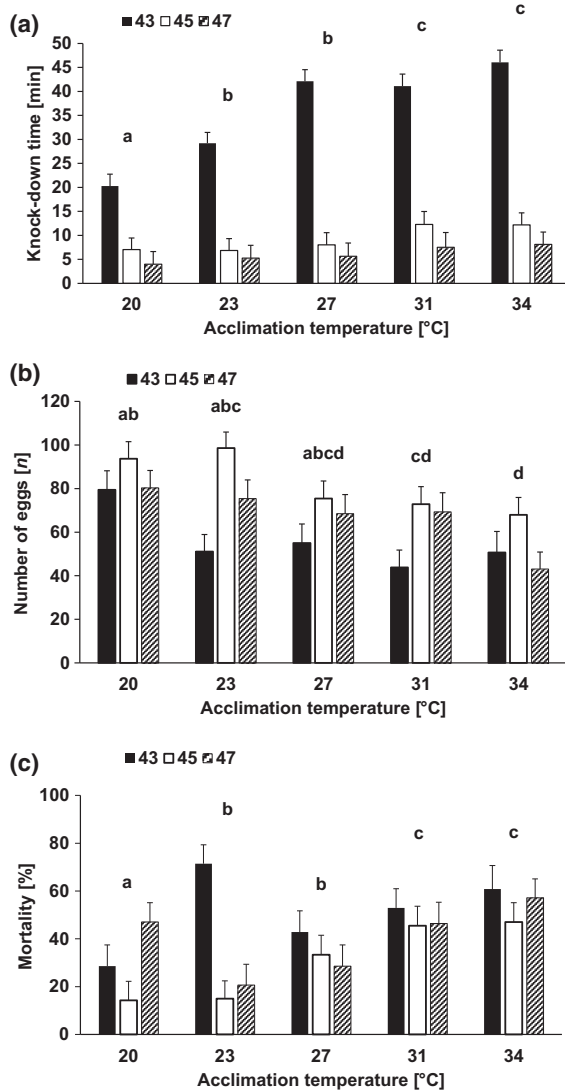 (a)
43 45 47
Knock-down time [min]
50
45
40
35
30
25
20
15
10
5
0
a
b
b
c
c
20 23 27 31 34
Acclimation temperature [°C]
(b)
43 45 47
Number of eggs [n]
120
100
80
60
40
20
0
ab
abc
abcd
cd
d
20 23 27 31 34
Acclimation temperature [°C]
(c)
43 45 47
Mortality [%]
100
80
60
40
20
0
a
b
b
c
c
20 23 27 31 34
Acclimation temperature [°C]